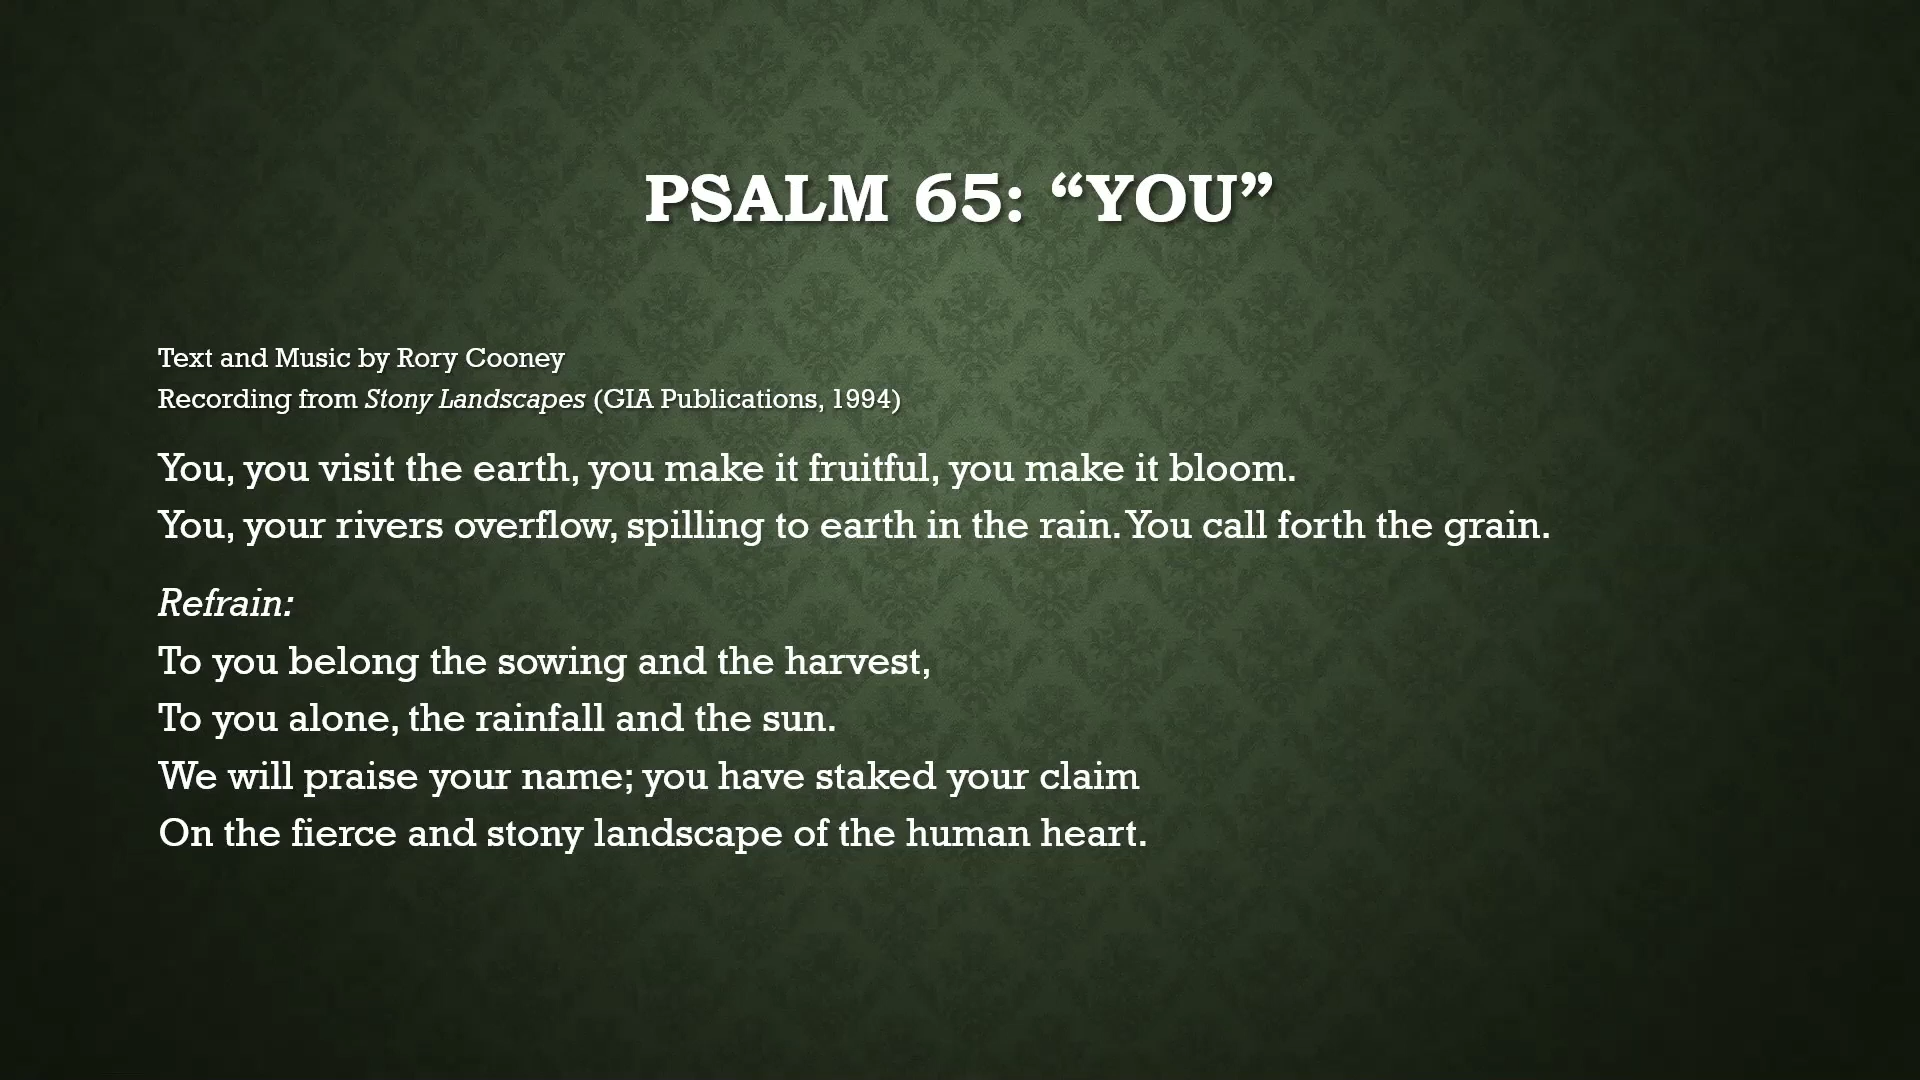 PSALM 65: “YOU”
Text and Music by Rory Cooney
Recording from Stony Landscapes (GIA Publications, 1994)
You, you visit the earth, you make it fruitful, you make it bloom.
You, your rivers overflow, spilling to earth in the rain. You call forth the grain.
Refrain:
To you belong the sowing and the harvest,
To you alone, the rainfall and the sun.
We will praise your name; you have staked your claim
On the fierce and stony landscape of the human heart.